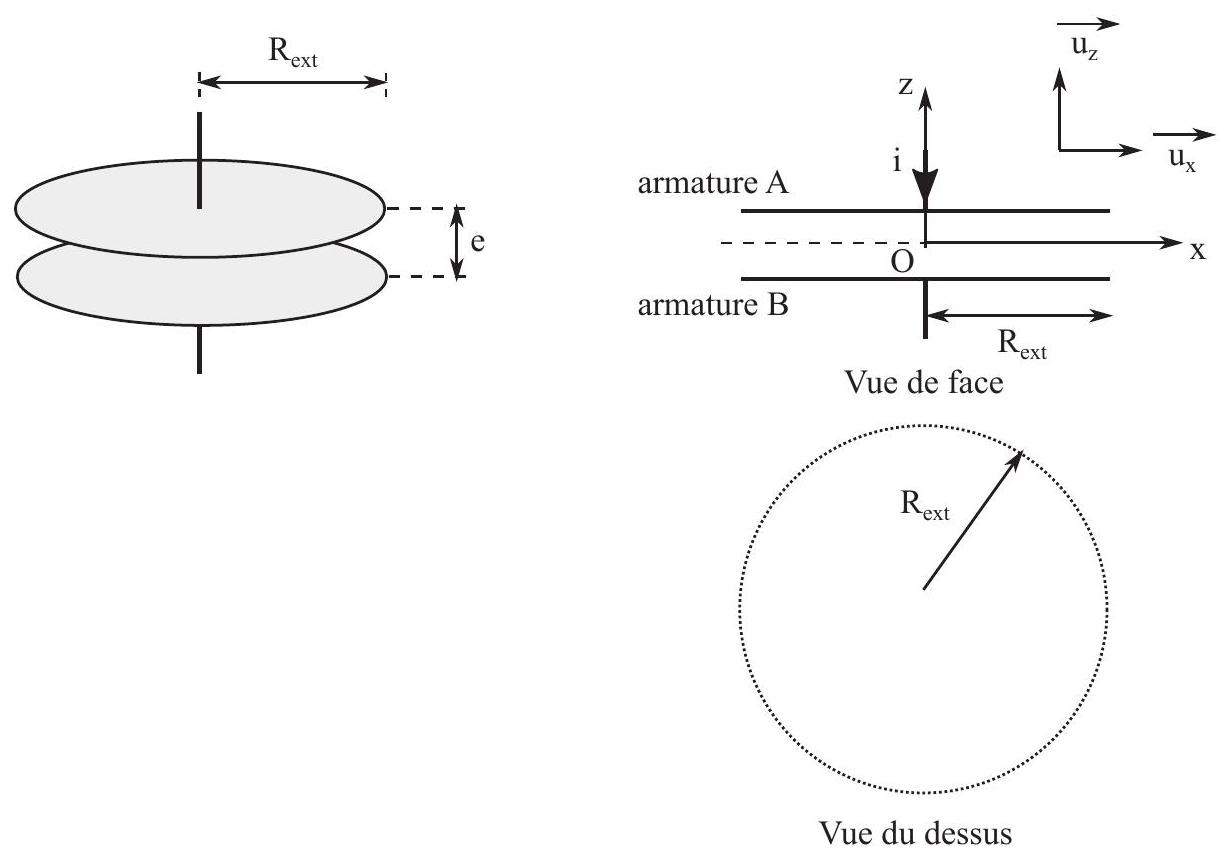 R_ext
e
u_z
z
i
u_x
armature A
x
O
armature B
R_ext
Vue de face
R_ext
Vue du dessus